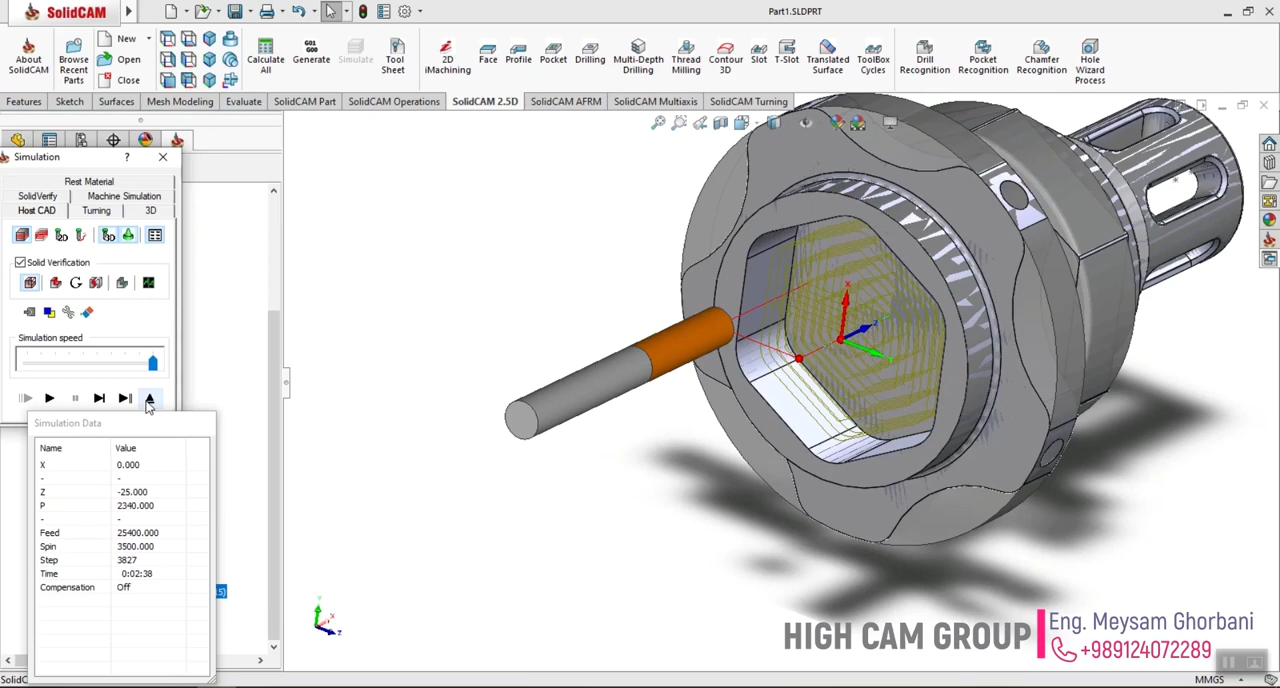 SolidCAM
Part1.SLDPRT
About SolidCAM
Browse Recent Parts
New
Open
Close
Calculate All
G01 G00
Generate
Simulate
Tool Sheet
2D iMachining
Face
Profile
Pocket
Drilling
Multi-Depth Drilling
Thread Milling
Contour 3D
Slot
T-Slot
Translated Surface
ToolBox Cycles
Drill Recognition
Pocket Recognition
Chamfer Recognition
Hole Wizard Process
Features
Sketch
Surfaces
Mesh Modeling
Evaluate
SolidCAM Part
SolidCAM Operations
SolidCAM 2.5D
SolidCAM AFRM
SolidCAM Multiaxis
SolidCAM Turning
Simulation ?
Rest Material
SolidVerify Machine Simulation
Host CAD Turning 3D
Solid Verification
Simulation speed
Simulation Data
Name Value
X 0.000
- -
Z -25.000
P 2340.000
- -
Feed 25400.000
Spin 3500.000
Step 3827
Time 0:02:38
Compensation Off
.5)
X
Z
Y
X
Z
HIGH CAM GROUP
Eng. Meysam Ghorbani
+989124072289
SolidC
MMGS